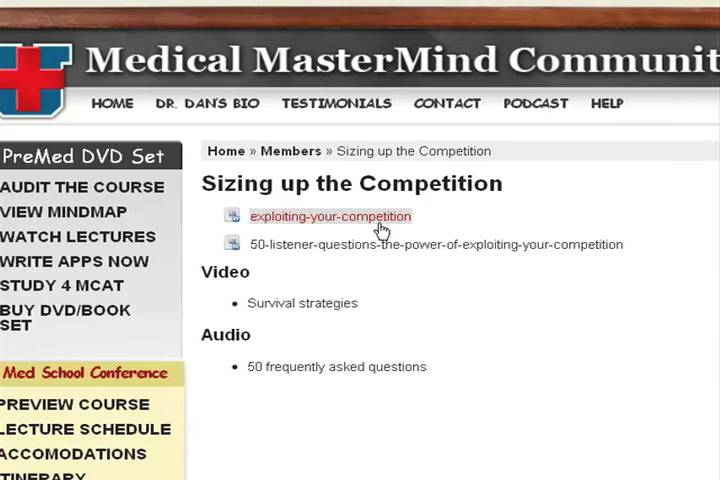 Medical MasterMind Communit
HOME DR. DAN'S BIO TESTIMONIALS CONTACT PODCAST HELP
PreMed DVD Set
AUDIT THE COURSE
VIEW MINDMAP
WATCH LECTURES
WRITE APPS NOW
STUDY 4 MCAT
BUY DVD/BOOK
SET
Med School Conference
PREVIEW COURSE
LECTURE SCHEDULE
ACCOMODATIONS
ITINERARY
Home » Members » Sizing up the Competition
Sizing up the Competition
exploiting-your-competition
50-listener-questions-the-power-of-exploiting-your-competition
Video
• Survival strategies
Audio
• 50 frequently asked questions